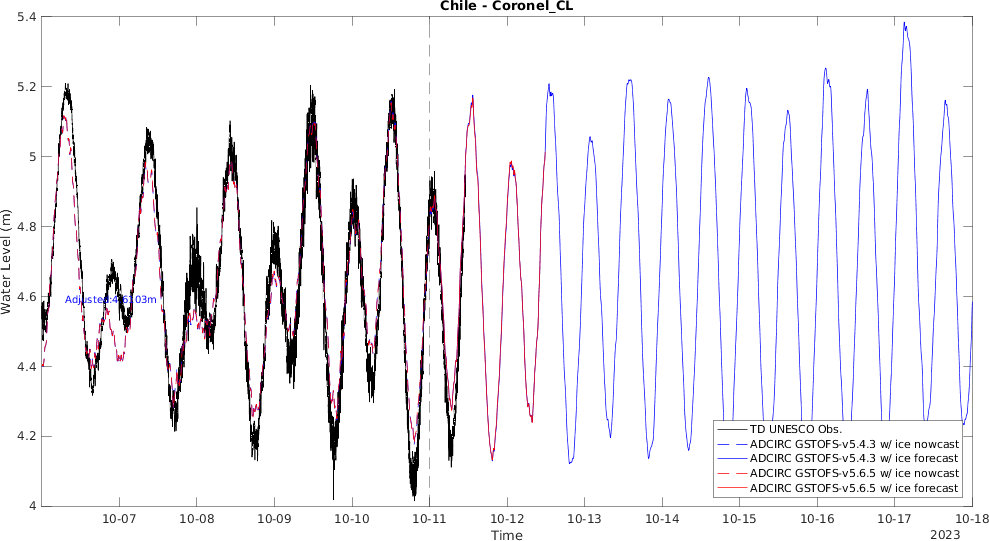 Chile - Coronel_CL
5.4
5.2
5
4.8
4.6
4.4
4.2
4
Water Level (m)
Adjusted:4.6103m
TD UNESCO Obs.
ADCIRC GSTOFS-v5.4.3 w/ ice nowcast
ADCIRC GSTOFS-v5.4.3 w/ ice forecast
ADCIRC GSTOFS-v5.6.5 w/ ice nowcast
ADCIRC GSTOFS-v5.6.5 w/ ice forecast
10-07 10-08 10-09 10-10 10-11 10-12 10-13 10-14 10-15 10-16 10-17 10-18
Time
2023